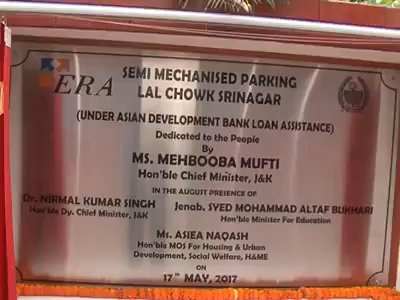 ERA
SEMI MECHANISED PARKING
LAL CHOWK SRINAGAR
(UNDER ASIAN DEVELOPMENT BANK LOAN ASSISTANCE)
Dedicated to the People
By
MS. MEHBOOBA MUFTI
Hon'ble Chief Minister, J&K
IN THE AUGUST PRESENCE OF
Dr. NIRMAL KUMAR SINGH
Hon'ble Dy. Chief Minister, J&K
Jenab. SYED MOHAMMAD ALTAF BUKHARI
Hon'ble Minister For Education
Ms. ASIEA NAQASH
Hon'ble MOS For Housing & Urban
Development, Social Welfare, H&ME
ON
17th MAY, 2017